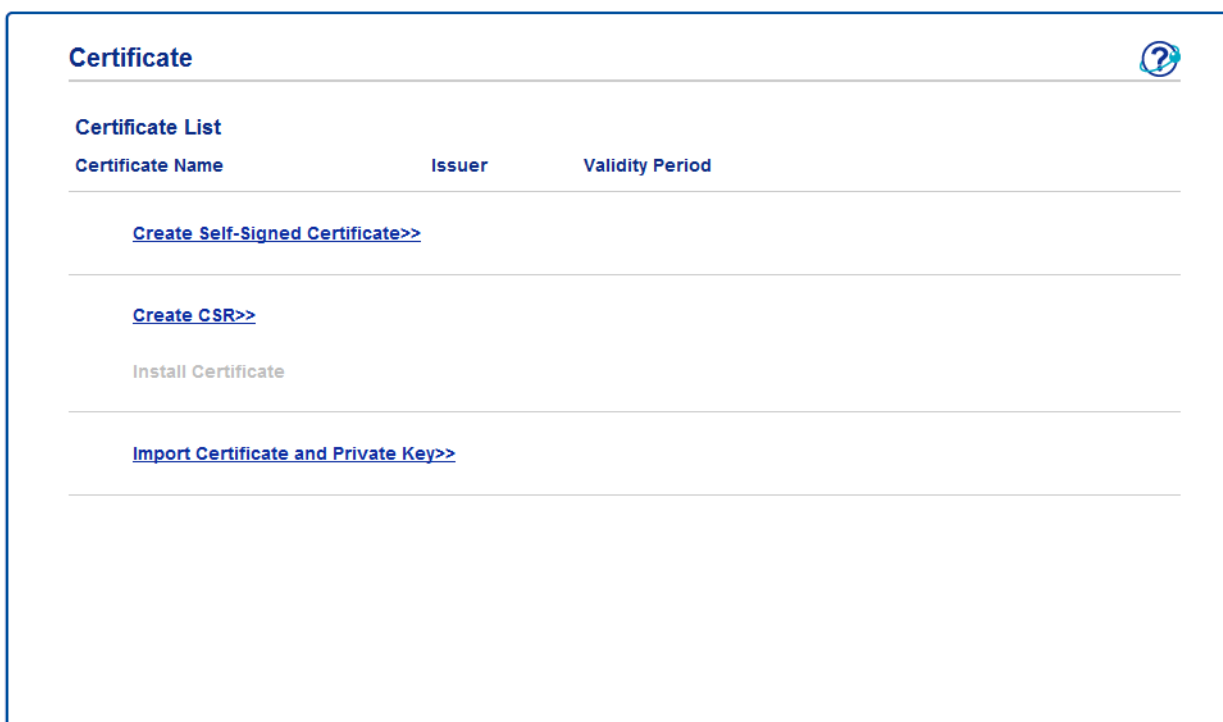 Certificate
?
Certificate List
Certificate Name Issuer Validity Period
Create Self-Signed Certificate>>
Create CSR>>
Install Certificate
Import Certificate and Private Key>>